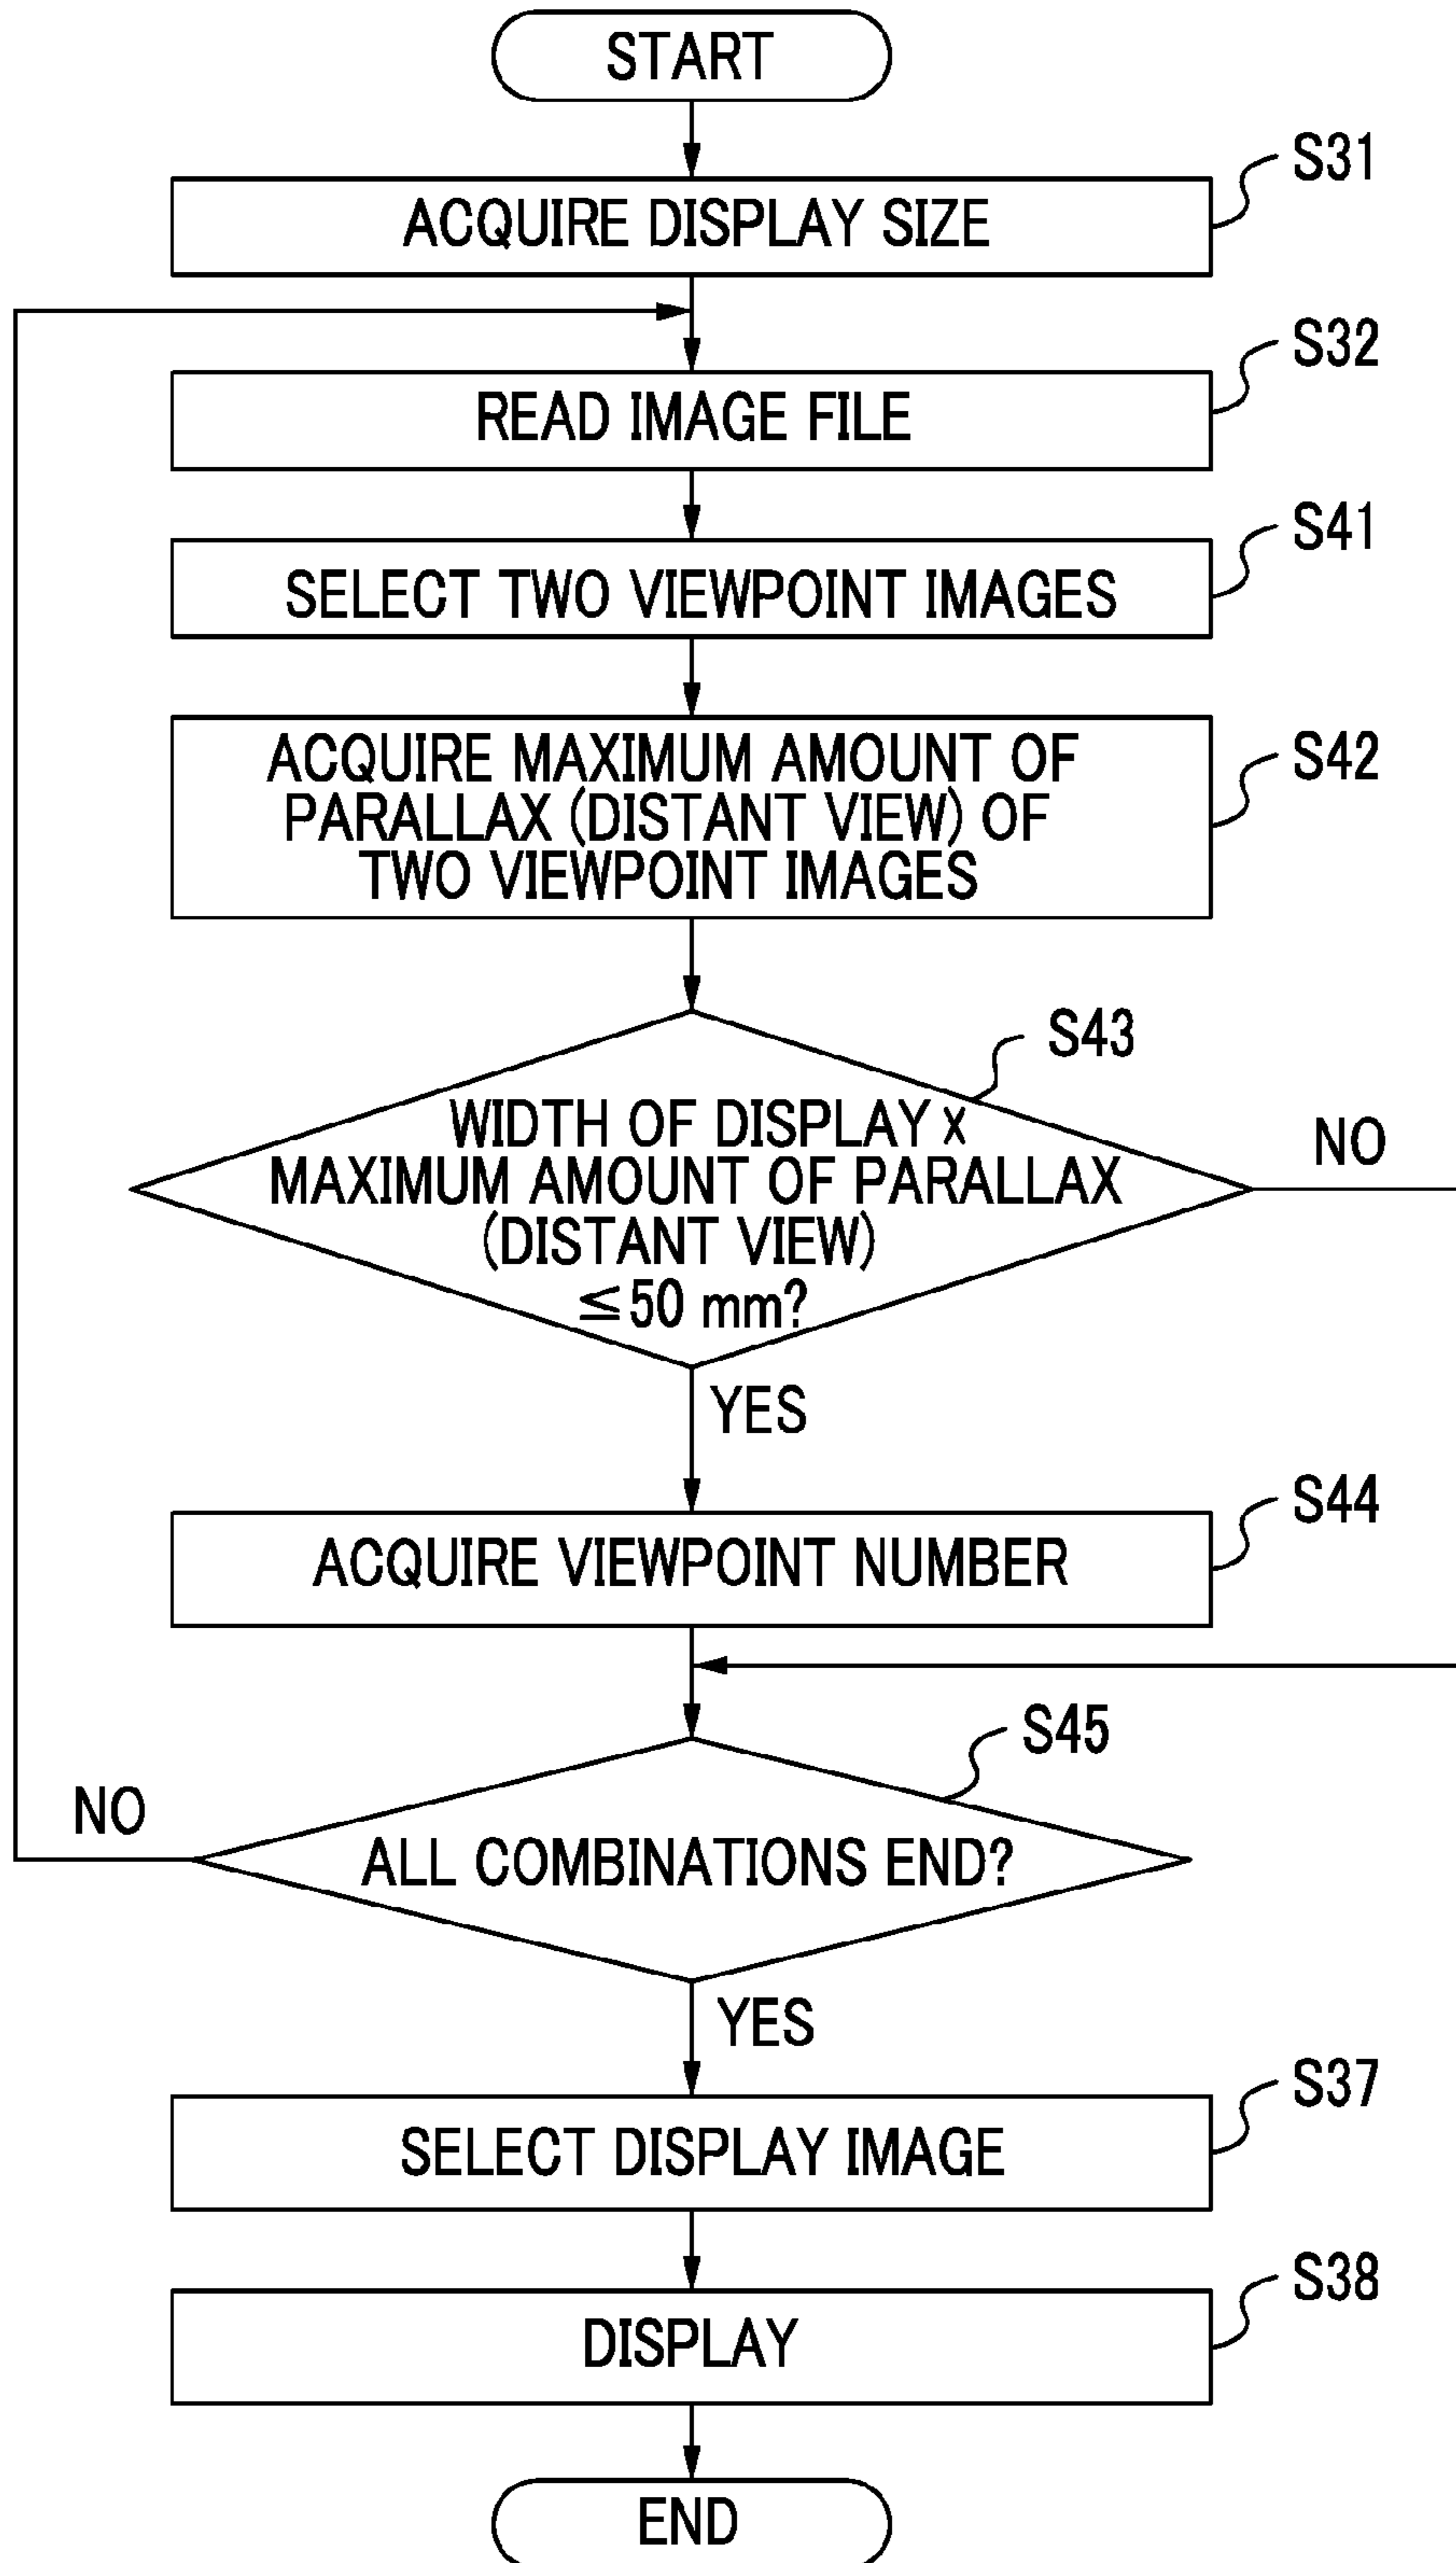 START
S31
ACQUIRE DISPLAY SIZE
S32
READ IMAGE FILE
S41
SELECT TWO VIEWPOINT IMAGES
S42
ACQUIRE MAXIMUM AMOUNT OF
PARALLAX (DISTANT VIEW) OF
TWO VIEWPOINT IMAGES
S43
WIDTH OF DISPLAY x
MAXIMUM AMOUNT OF PARALLAX
(DISTANT VIEW)
≦50 mm?
NO
YES
S44
ACQUIRE VIEWPOINT NUMBER
S45
ALL COMBINATIONS END?
NO
YES
S37
SELECT DISPLAY IMAGE
S38
DISPLAY
END